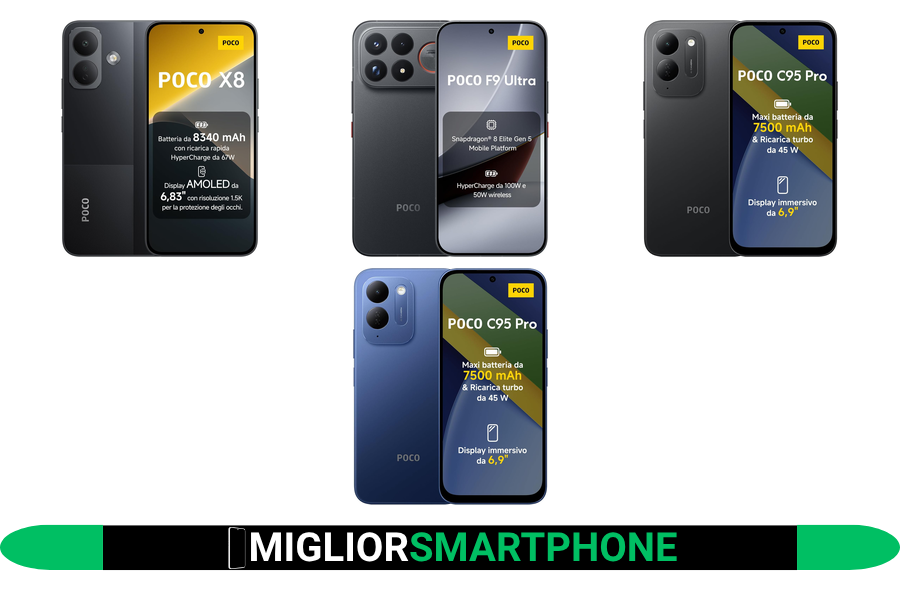 POCO
POCO X8
Batteria da 8340 mAh
con ricarica rapida
HyperCharge da 67W
Display AMOLED da
6,83" con risoluzione 1.5K
per la protezione degli occhi.
POCO
POCO
POCO F9 Ultra
Snapdragon® 8 Elite Gen 5
Mobile Platform
HyperCharge da 100W e
50W wireless
POCO
POCO
POCO C95 Pro
Maxi batteria da
7500 mAh
& Ricarica turbo
da 45 W
Display immersivo
da 6,9"
POCO
POCO
POCO C95 Pro
Maxi batteria da
7500 mAh
& Ricarica turbo
da 45 W
Display immersivo
da 6,9"
POCO
MIGLIORSMARTPHONE